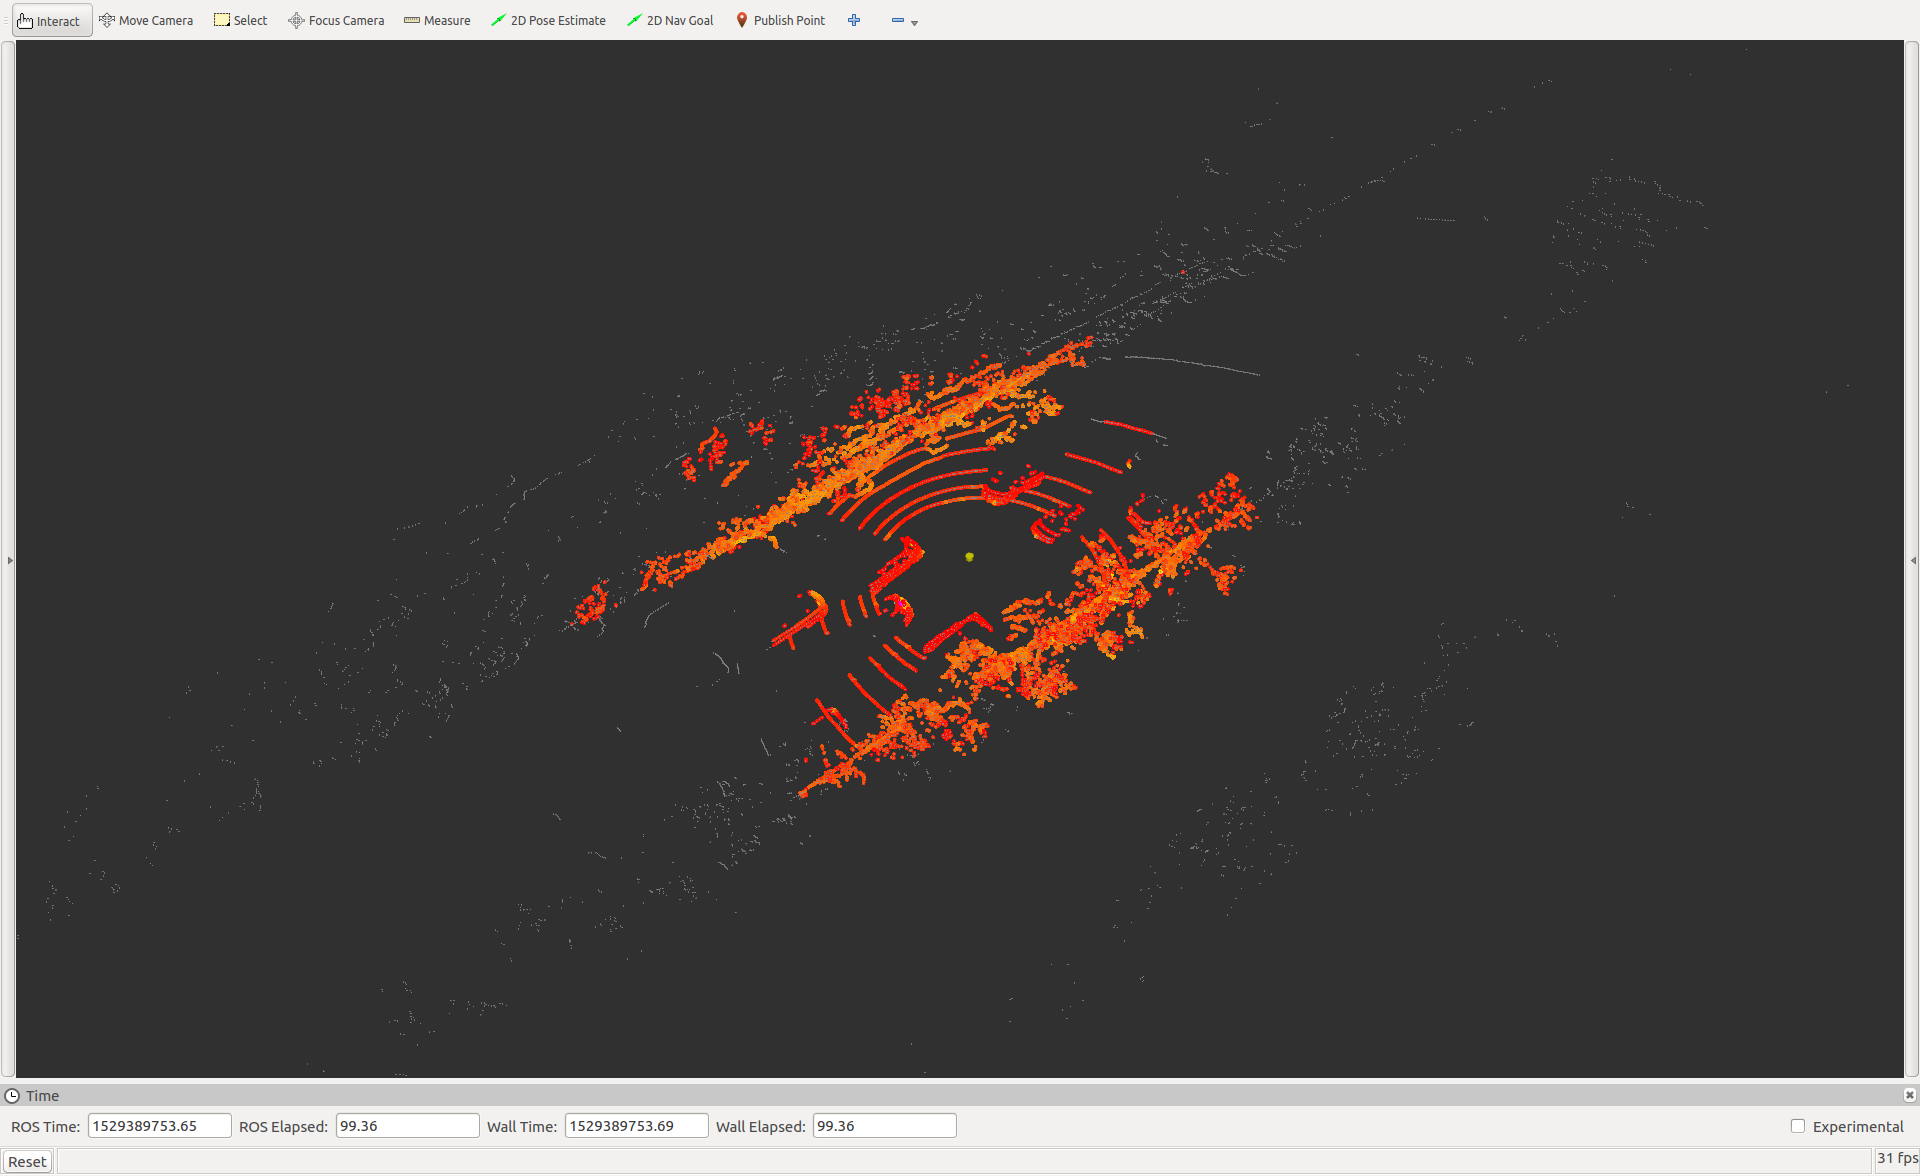 Interact Move Camera Select Focus Camera Measure 2D Pose Estimate 2D Nav Goal Publish Point
Time
ROS Time: 1529389753.65 ROS Elapsed: 99.36 Wall Time: 1529389753.69 Wall Elapsed: 99.36 Experimental
Reset 31 fps